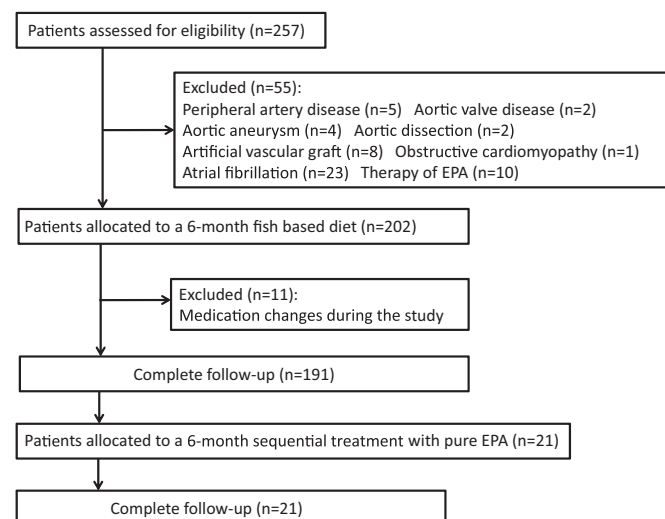 Patients assessed for eligibility (n=257)
Excluded (n=55):
Peripheral artery disease (n=5) Aortic valve disease (n=2)
Aortic aneurysm (n=4) Aortic dissection (n=2)
Artificial vascular graft (n=8) Obstructive cardiomyopathy (n=1)
Atrial fibrillation (n=23) Therapy of EPA (n=10)
Patients allocated to a 6-month fish based diet (n=202)
Excluded (n=11):
Medication changes during the study
Complete follow-up (n=191)
Patients allocated to a 6-month sequential treatment with pure EPA (n=21)
Complete follow-up (n=21)